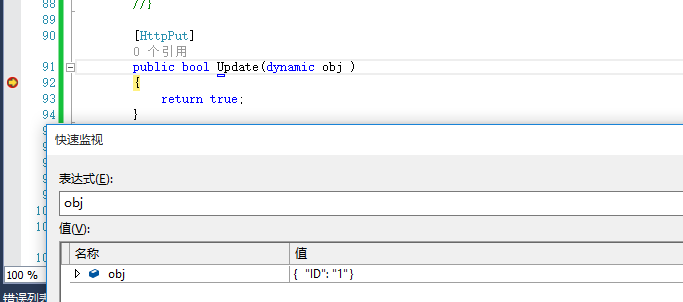 88
//}
89
90 [HttpPut]
0 个引用
91 public bool Update(dynamic obj )
92 {
93 return true;
94 }
快速监视
表达式(E):
obj
值(V):
名称 值
obj { "ID": "1"}
100 %